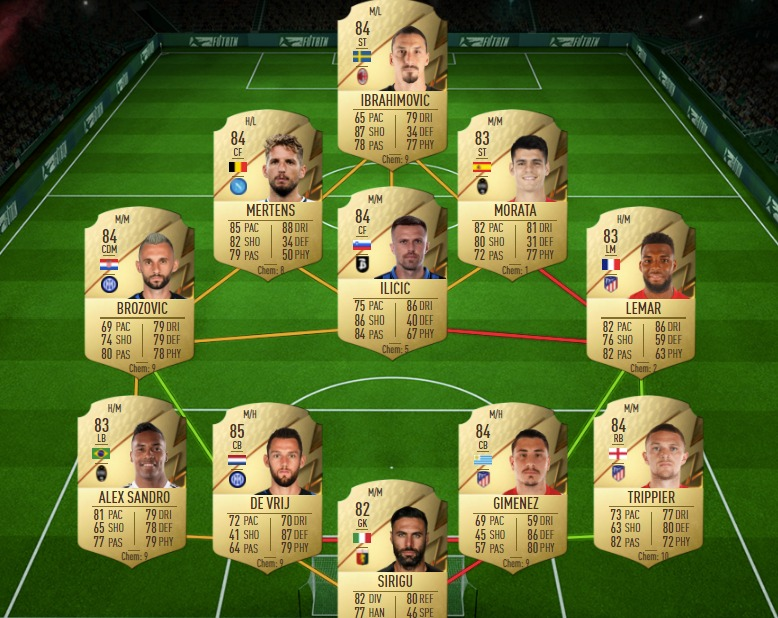 M/L
84
ST
IBRAHIMOVIĆ
65 PAC 79 DRI
87 SHO 34 DEF
78 PAS 77 PHY
Chem: 9
H/L
84
CF
MERTENS
85 PAC 88 DRI
82 SHO 34 DEF
79 PAS 50 PHY
Chem: 8
M/M
83
ST
MORATA
82 PAC 81 DRI
80 SHO 31 DEF
72 PAS 77 PHY
Chem: 1
M/M
84
CF
ILICIC
75 PAC 86 DRI
86 SHO 40 DEF
84 PAS 67 PHY
Chem: 5
M/M
84
CDM
BROZOVIC
69 PAC 79 DRI
74 SHO 79 DEF
80 PAS 78 PHY
Chem: 9
H/M
83
LM
LEMAR
82 PAC 86 DRI
76 SHO 59 DEF
82 PAS 63 PHY
Chem: 2
H/M
83
LB
ALEX SANDRO
81 PAC 79 DRI
65 SHO 78 DEF
77 PAS 79 PHY
Chem: 9
M/H
85
CB
DE VRIJ
72 PAC 70 DRI
41 SHO 87 DEF
64 PAS 79 PHY
Chem: 9
M/H
84
CB
GIMENEZ
69 PAC 59 DRI
45 SHO 86 DEF
57 PAS 80 PHY
Chem: 9
M/M
84
RB
TRIPPIER
73 PAC 77 DRI
63 SHO 80 DEF
82 PAS 72 PHY
Chem: 10
M/M
82
GK
SIRIGU
82 DIV 80 REF
77 HAN 46 SPE